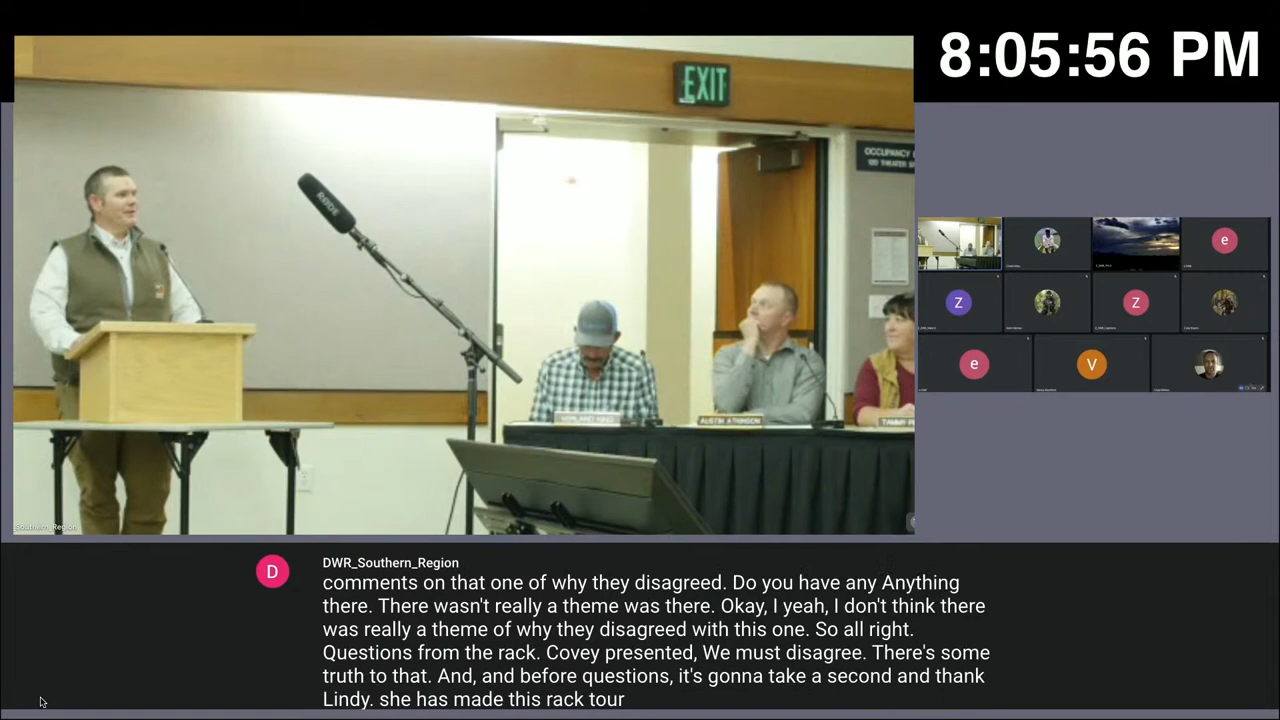 8:05:56 PM
EXIT
OCCUPANCY
RODE
AUSTIN ATKINSON
TAMMY
e
Z
Z
e
V
Southern_Region
D
DWR_Southern_Region
comments on that one of why they disagreed. Do you have any Anything
there. There wasn't really a theme was there. Okay, I yeah, I don't think there
was really a theme of why they disagreed with this one. So all right.
Questions from the rack. Covey presented, We must disagree. There's some
truth to that. And, and before questions, it's gonna take a second and thank
Lindy. she has made this rack tour